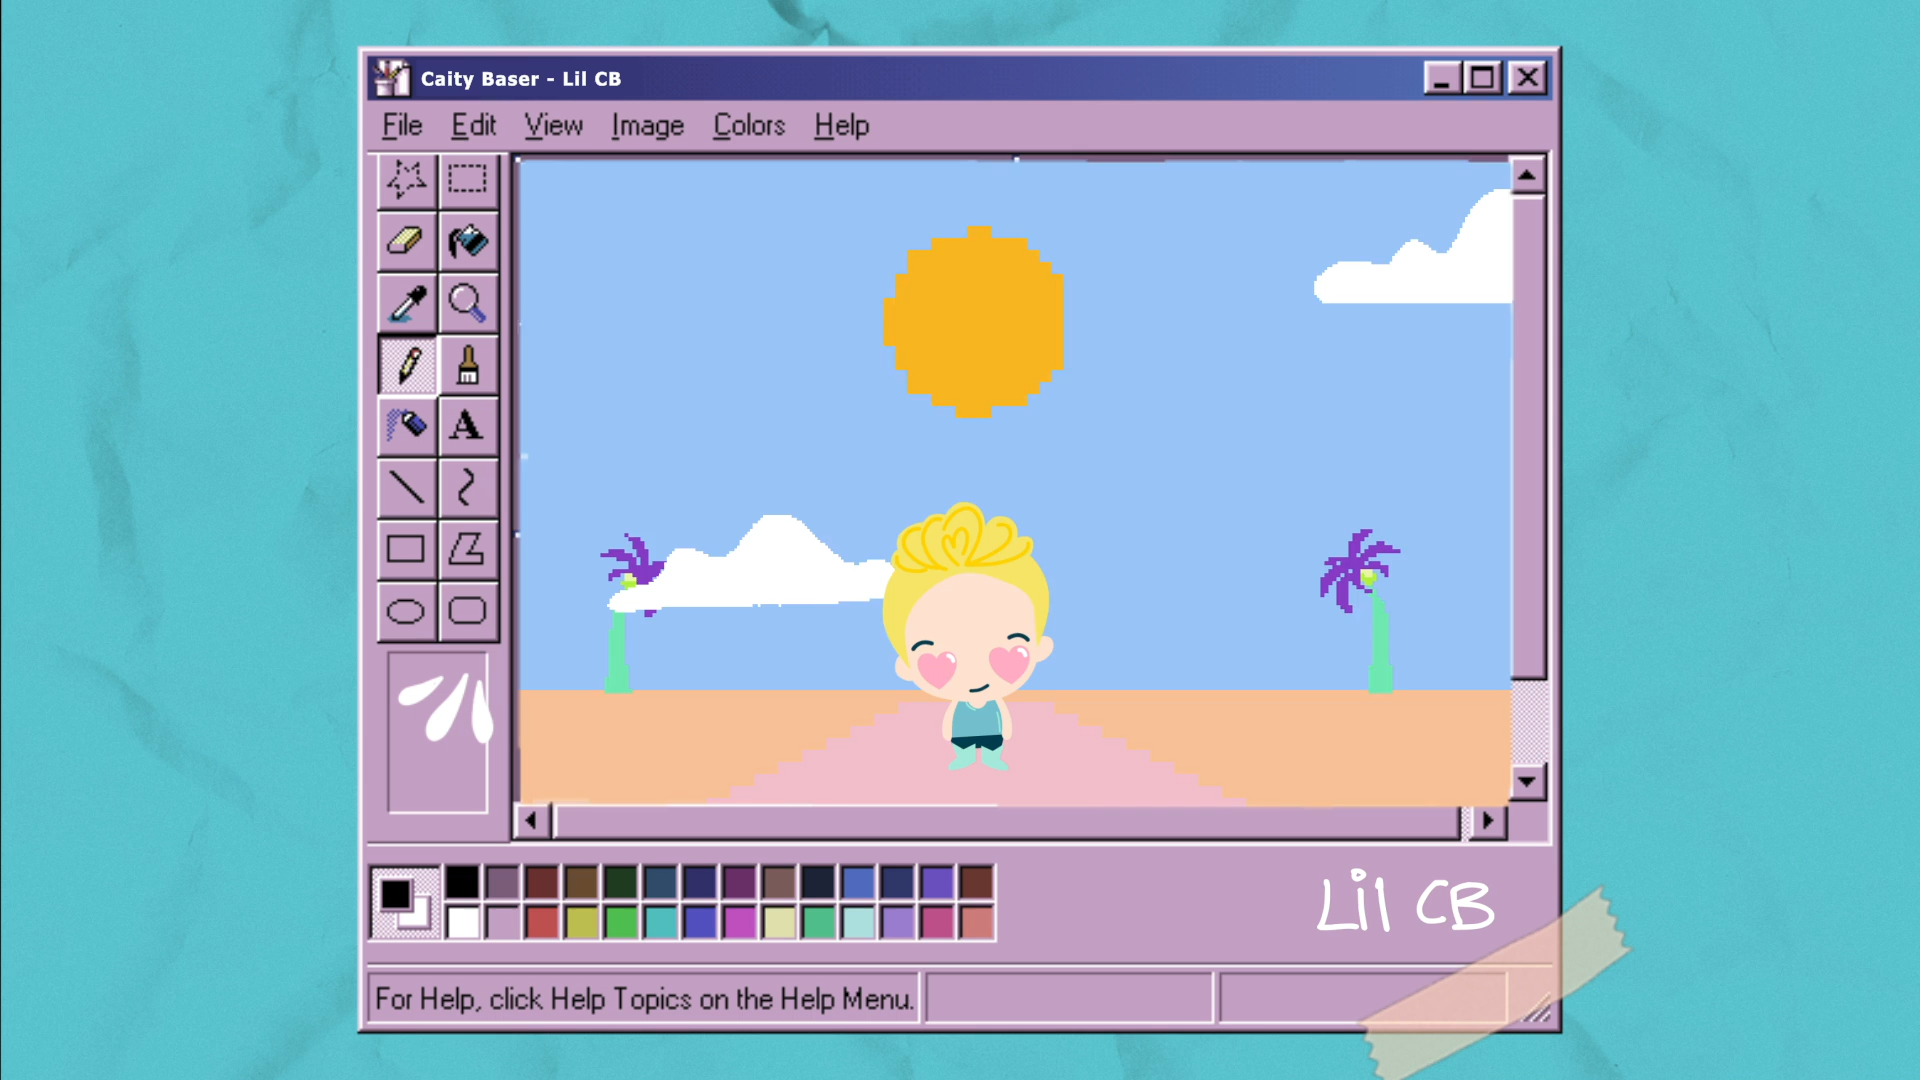 Caity Baser - Lil CB
File Edit View Image Colors Help
A
Lil CB
For Help, click Help Topics on the Help Menu.